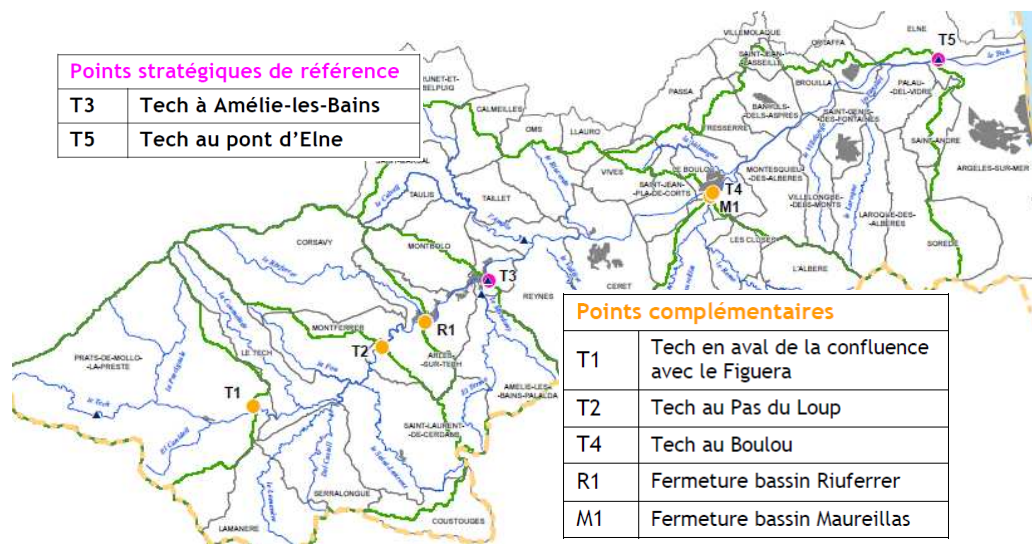 Points stratégiques de référence
T3 Tech à Amélie-les-Bains
T5 Tech au pont d’Elne
Points complémentaires
T1 Tech en aval de la confluence
avec le Figuera
T2 Tech au Pas du Loup
T4 Tech au Boulou
R1 Fermeture bassin Riuferrer
M1 Fermeture bassin Maureillas
VILLEMOLAQUE
ELNE
T5
ORTAFFA
le Tech
CALMEILLES
PASSA
BROUILLA
PALAU-
DEL-VIDRE
BANYULS-
DELS-ASPRES
SAINT-GENIS-
DES-FONTAINES
OMS
LLAURO
TRESSERRE
SAINT-ANDRE
ARGELES-SUR-MER
VIVES
LE BOULOU
MONTESQUIEU-
DES-ALBERES
SAINT-JEAN-
PLA-DE-CORTS
T4
M1
VILLELONGUE-
DELS-MONTS
LAROQUE-DES-
ALBERES
SOREDE
TAULIS
TAILLET
LES CLUSES
L'ALBERE
CORSAVY
MONTBOLO
CERET
T3
REYNES
R1
MONTFERRER
T2
ARLES-
SUR-TECH
LE TECH
PRATS-DE-MOLLO-
LA-PRESTE
T1
le Tech
AMELIE-LES-
BAINS-PALALDA
SAINT-LAURENT-
DE-CERDANS
SERRALONGUE
LAMANERE
COUSTOUGES